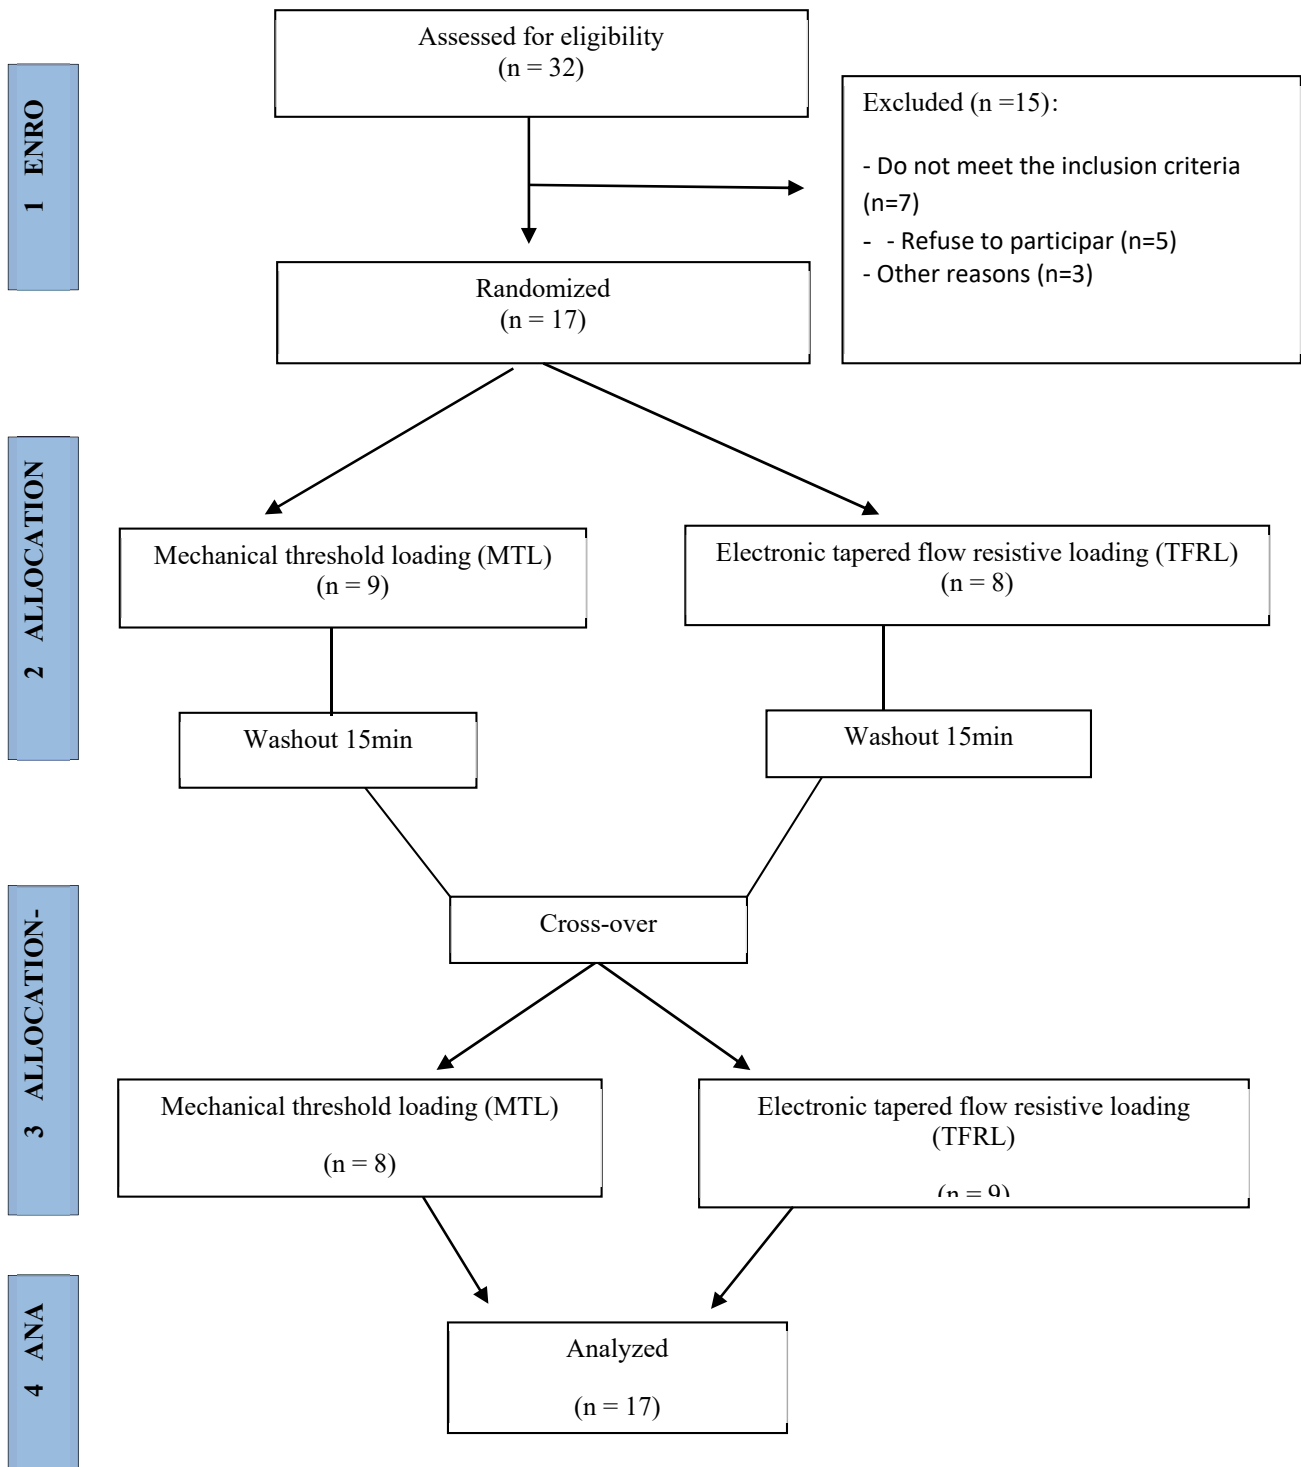 Assessed for eligibility
(n = 32)
1 ENRO
Excluded (n =15):
- Do not meet the inclusion criteria
(n=7)
- - Refuse to participar (n=5)
- Other reasons (n=3)
Randomized
(n = 17)
2 ALLOCATION
Mechanical threshold loading (MTL)
(n = 9)
Electronic tapered flow resistive loading (TFRL)
(n = 8)
Washout 15min
Washout 15min
3 ALLOCATION-
Cross-over
Mechanical threshold loading (MTL)
(n = 8)
Electronic tapered flow resistive loading
(TFRL)
(n = 9)
4 ANA
Analyzed
(n = 17)